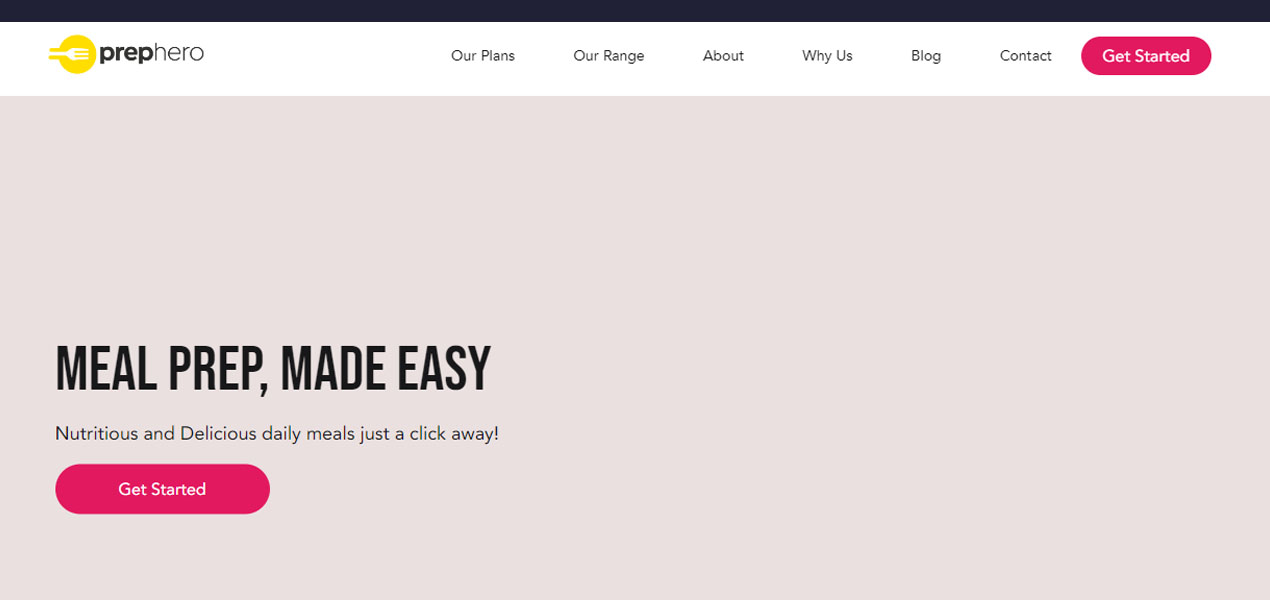 prephero
Our Plans
Our Range
About
Why Us
Blog
Contact
Get Started
MEAL PREP, MADE EASY
Nutritious and Delicious daily meals just a click away!
Get Started